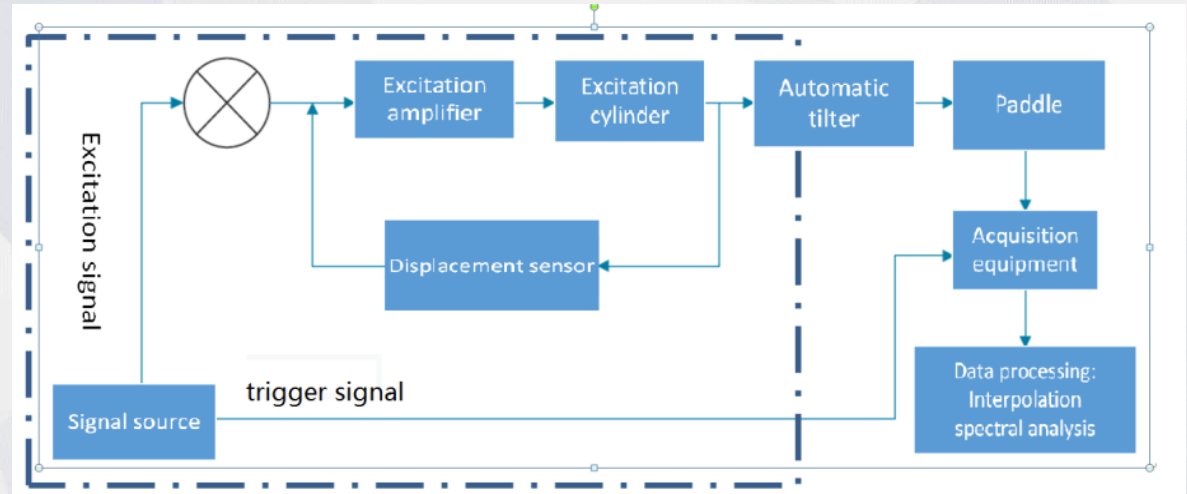 Excitation
amplifier
Excitation
cylinder
Automatic
tilter
Paddle
Excitation signal
Displacement sensor
Acquisition
equipment
trigger signal
Signal source
Data processing:
Interpolation
spectral analysis